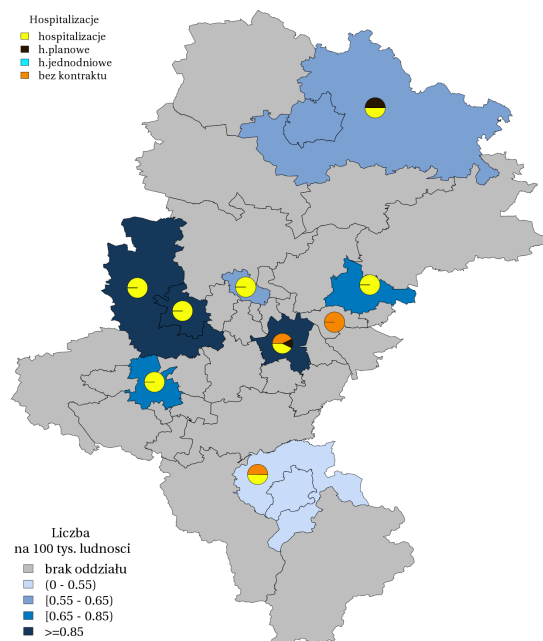 Hospitalizacje
hospitalizacje
h.planowe
h.jednodniowe
bez kontraktu
Liczba
na 100 tys. ludnosci
brak oddziału
(0 - 0.55)
[0.55 - 0.65)
[0.65 - 0.85)
>=0.85